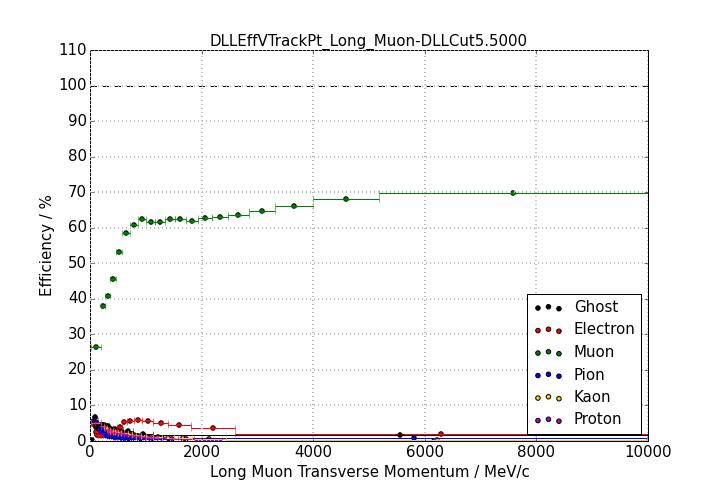 DLLEffVTrackPt_Long_Muon-DLLCut5.5000
110
100
90
80
70
60
50
40
30
20
10
0
Efficiency / %
Ghost
Electron
Muon
Pion
Kaon
Proton
0 2000 4000 6000 8000 10000
Long Muon Transverse Momentum / MeV/c